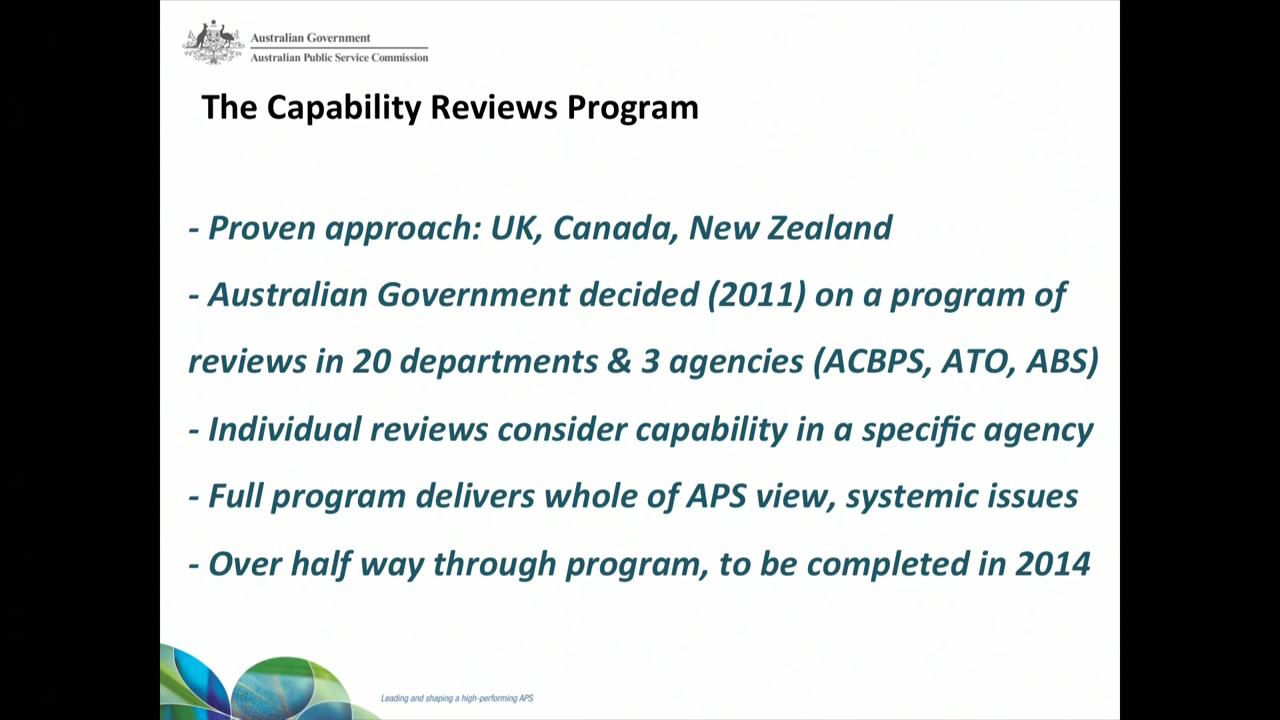 Australian Government
Australian Public Service Commission
The Capability Reviews Program
- Proven approach: UK, Canada, New Zealand
- Australian Government decided (2011) on a program of
reviews in 20 departments & 3 agencies (ACBPS, ATO, ABS)
- Individual reviews consider capability in a specific agency
- Full program delivers whole of APS view, systemic issues
- Over half way through program, to be completed in 2014
Leading and shaping a high-performing APS